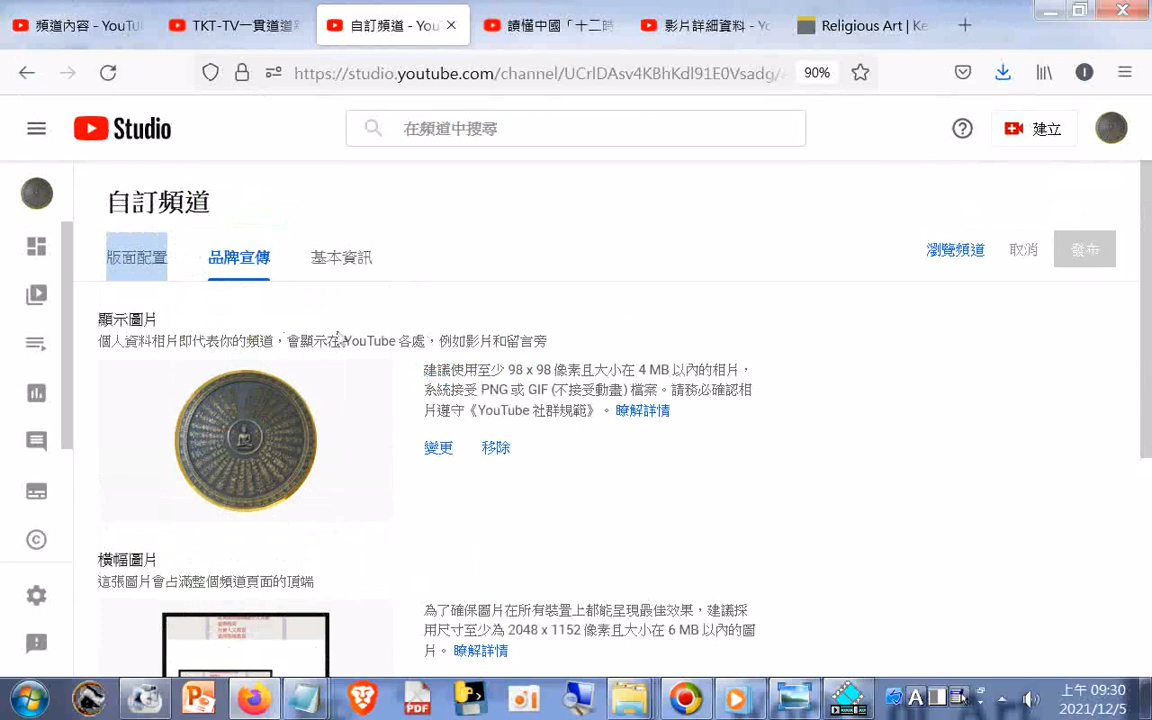 頻道內容 - YouTul
TKT-TV一貫道道
自訂頻道 - YouTu
讀懂中國「十二時
影片詳細資料 - Yo
Religious Art | Ke
https://studio.youtube.com/channel/UCrlDAsv4KBhKdl91E0Vsadg/
90%
Studio
在頻道中搜尋
建立
自訂頻道
版面配置
品牌宣傳
基本資訊
瀏覽頻道
取消
發布
顯示圖片
個人資料相片即代表你的頻道，會顯示在 YouTube 各處，例如影片和留言旁
建議使用至少 98 x 98 像素且大小在 4 MB 以內的相片，
系統接受 PNG 或 GIF (不接受動畫) 檔案。請務必確認相
片遵守《YouTube 社群規範》。 瞭解詳情
變更
移除
橫幅圖片
這張圖片會占滿整個頻道頁面的頂端
為了確保圖片在所有裝置上都能呈現最佳效果，建議採
用尺寸至少為 2048 x 1152 像素且大小在 6 MB 以內的圖
片。 瞭解詳情
PDF
上午 09:30
2021/12/5